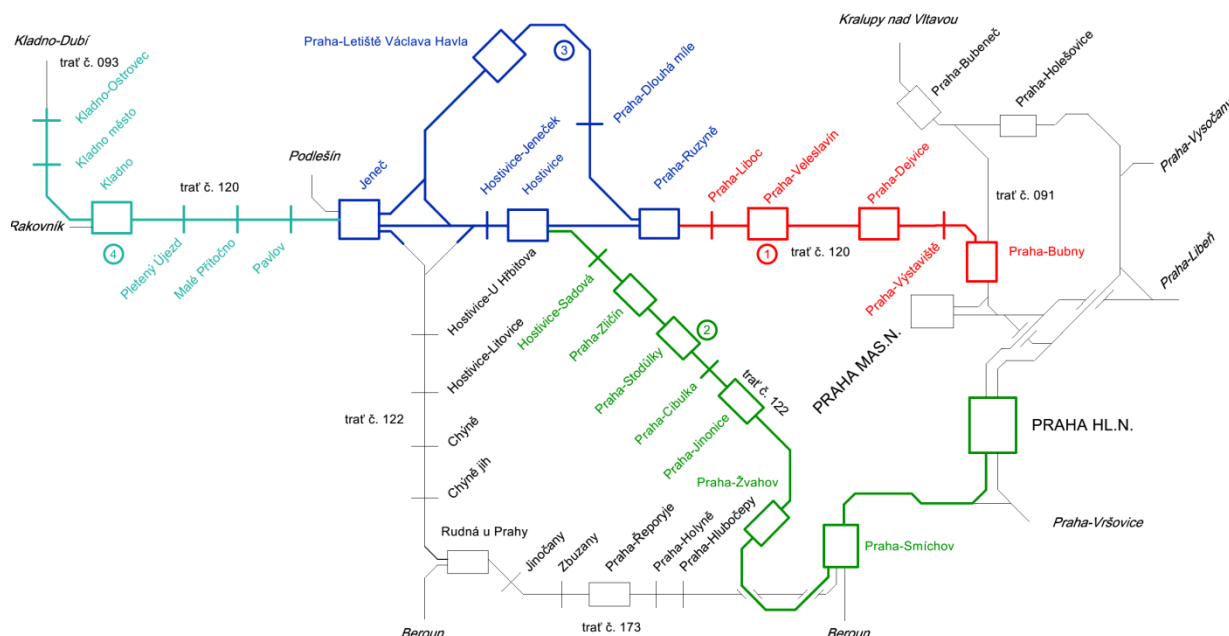 Kladno-Dubí
trať č. 093
Kladno-Ostrovec
Kladno město
Kladno
Rakovník
4
trať č. 120
Pletený Újezd
Malé Přítočno
Pavlov
Podlešín
Jeneč
Praha-Letiště Václava Havla
3
Praha-Dlouhá míle
Hostivice-Jeneček
Hostivice
Praha-Ruzyně
Praha-Liboc
Praha-Veleslavín
1
trať č. 120
Praha-Dejvice
Praha-Výstaviště
Praha-Bubny
Kralupy nad Vltavou
Praha-Bubeneč
Praha-Holešovice
Praha-Vysočany
trať č. 091
Praha-Libeň
PRAHA MAS.N.
PRAHA HL.N.
Praha-Vršovice
Hostivice-U Hřbitova
Hostivice-Litovice
trať č. 122
Chýně
Chýně jih
Hostivice-Sadová
Praha-Zličín
2
Praha-Stodůlky
Praha-Cibulka
trať č. 122
Praha-Jinonice
Praha-Žvahov
Praha-Smíchov
Rudná u Prahy
Jinočany
Zbuzany
Praha-Řeporyje
Praha-Holyně
Praha-Hlubočepy
trať č. 173
Beroun
Beroun